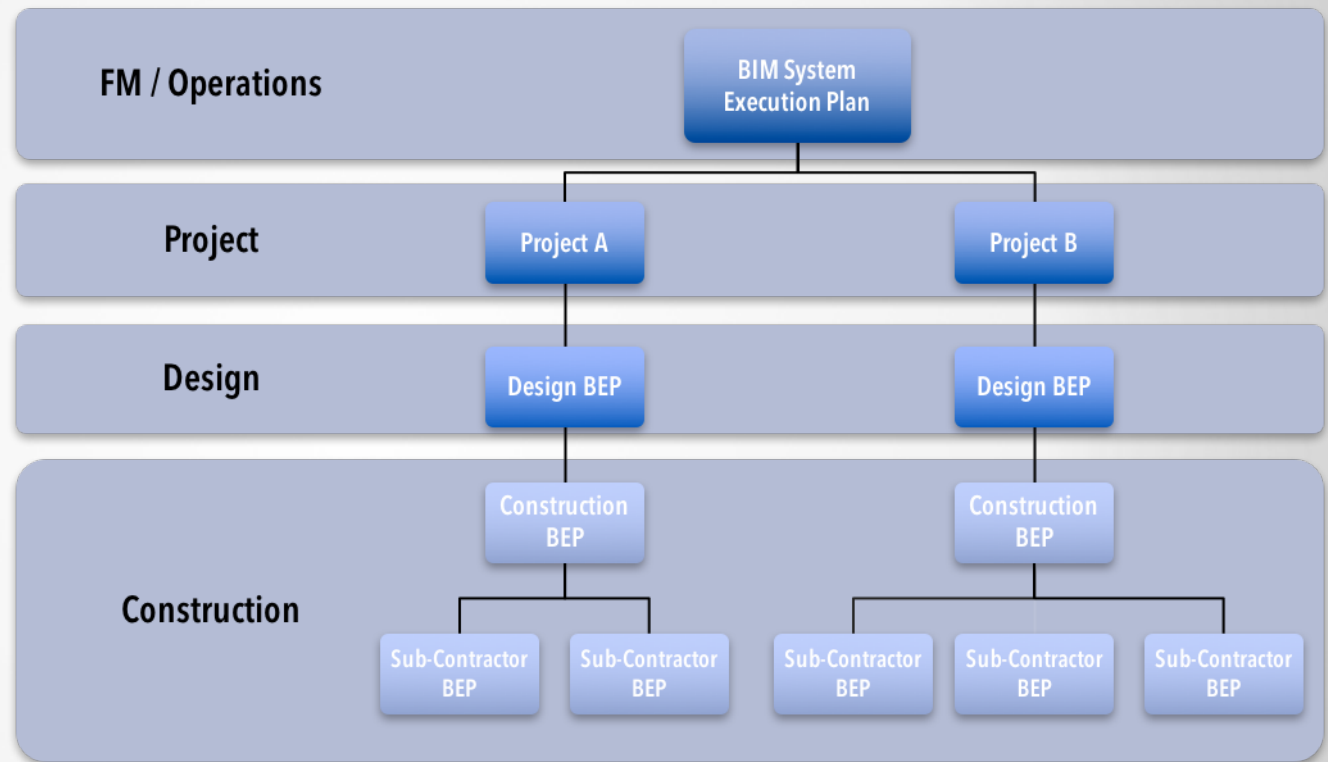 FM / Operations
BIM System
Execution Plan
Project
Project A
Project B
Design
Design BEP
Design BEP
Construction
Construction
BEP
Construction
BEP
Sub-Contractor
BEP
Sub-Contractor
BEP
Sub-Contractor
BEP
Sub-Contractor
BEP
Sub-Contractor
BEP